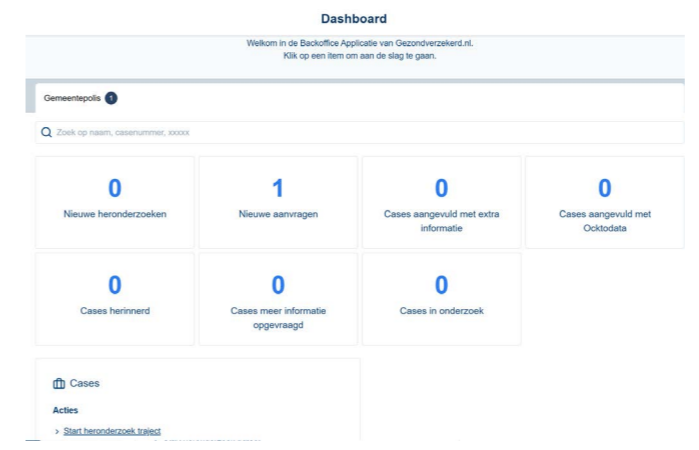 Dashboard
Welkom in de Backoffice Applicatie van Gezondverzekerd.nl.
Klik op een item om aan de slag te gaan.
Gemeentepolis 1
Zoek op naam, casenummer, xxxxx
0
Nieuwe heronderzoeken
1
Nieuwe aanvragen
0
Cases aangevuld met extra
informatie
0
Cases aangevuld met
Ocktodata
0
Cases herinnerd
0
Cases meer informatie
opgevraagd
0
Cases in onderzoek
Cases
Acties
> Start heronderzoek traject